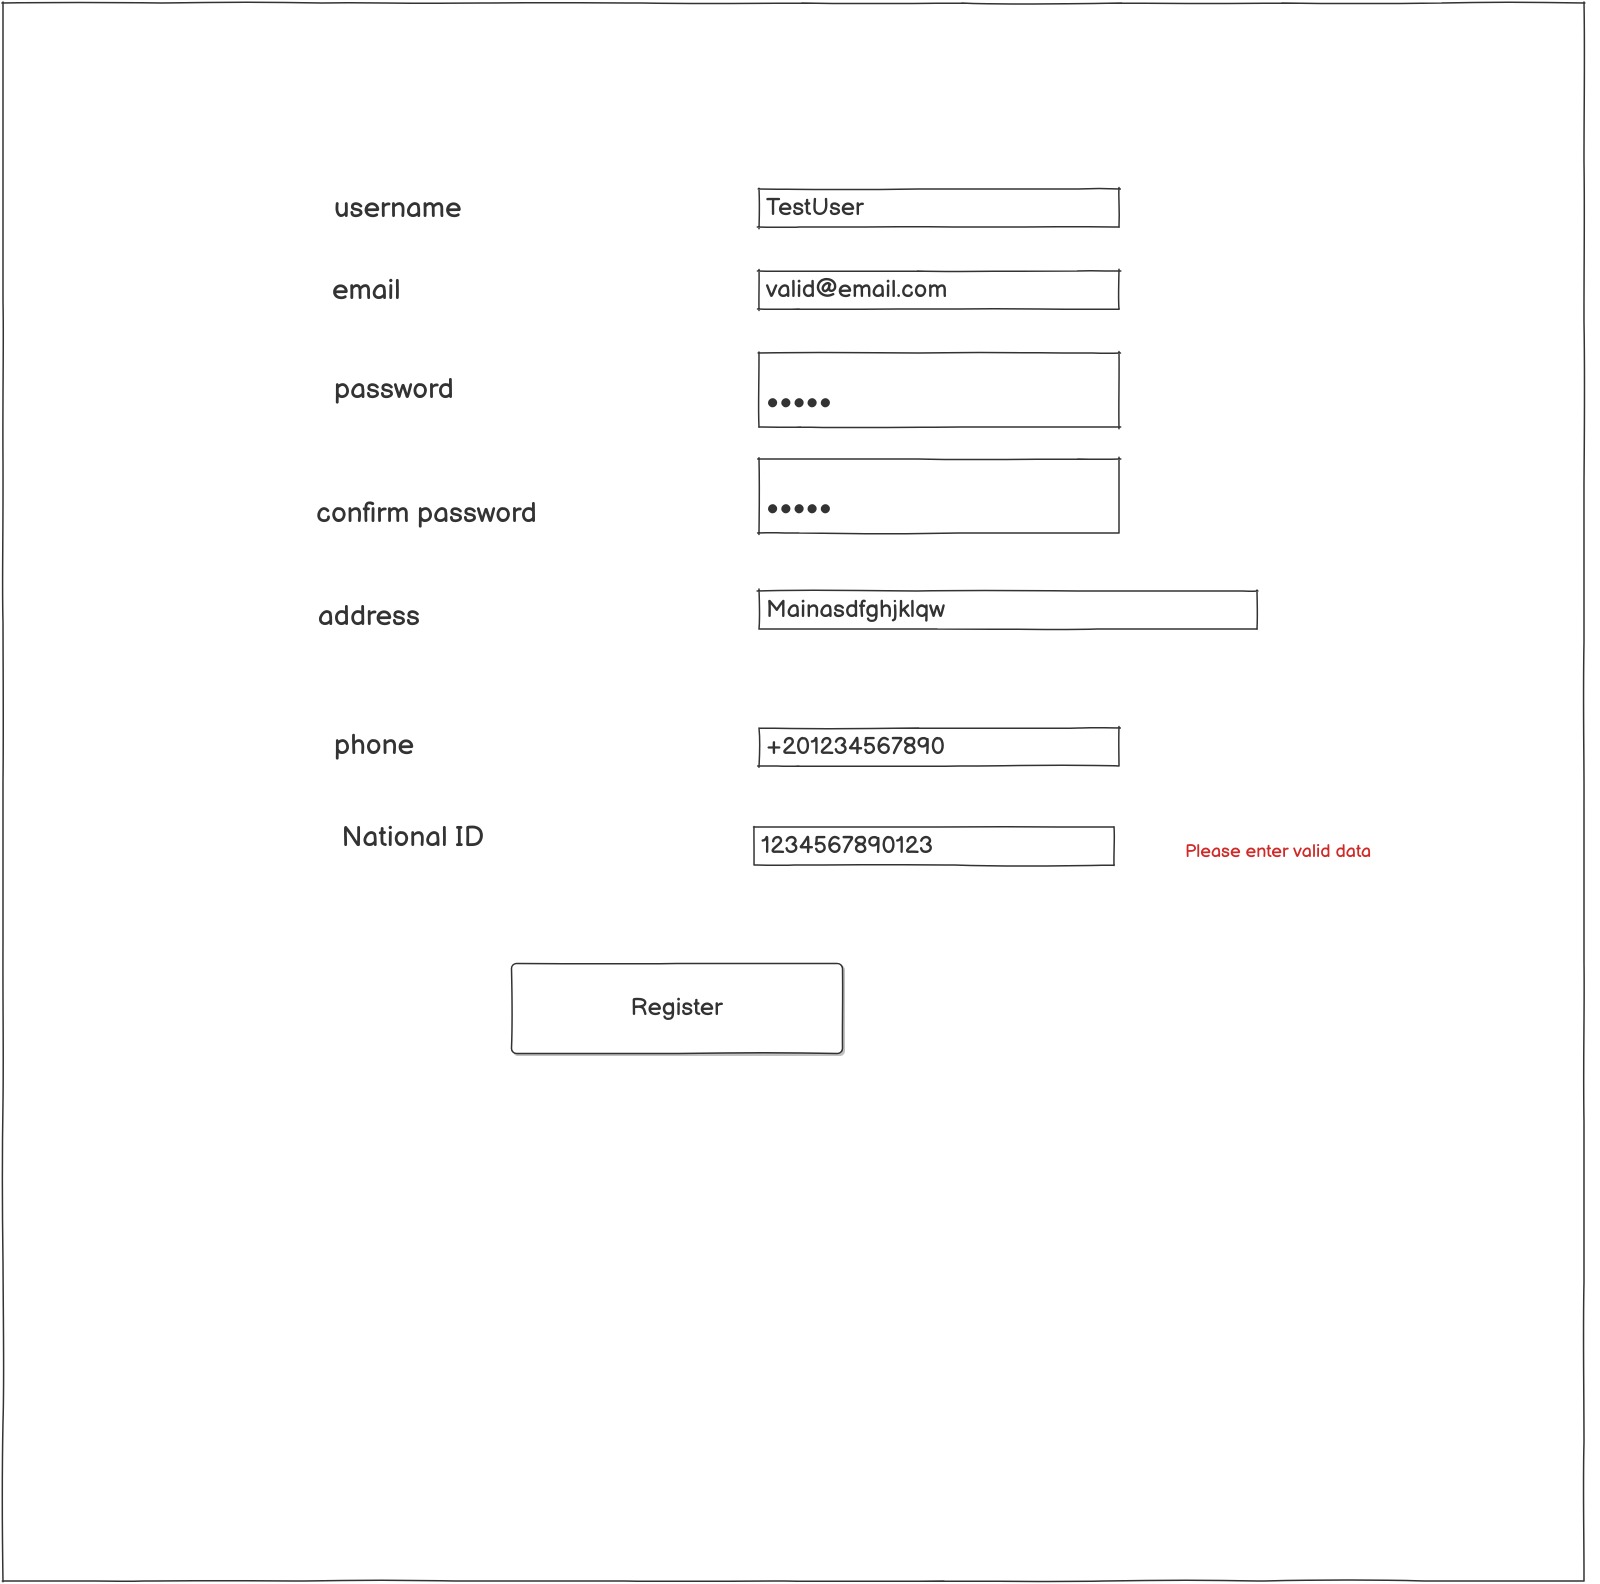 username
TestUser
email
valid@email.com
password
•••••
confirm password
•••••
address
Mainasdfghjklqw
phone
+201234567890
National ID
1234567890123
Please enter valid data
Register